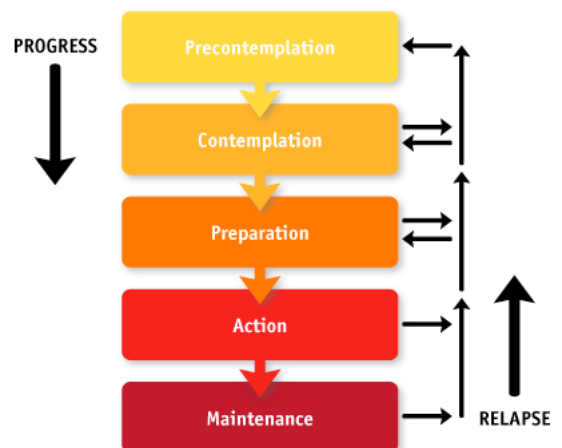 PROGRESS
Precontemplation
Contemplation
Preparation
Action
Maintenance
RELAPSE